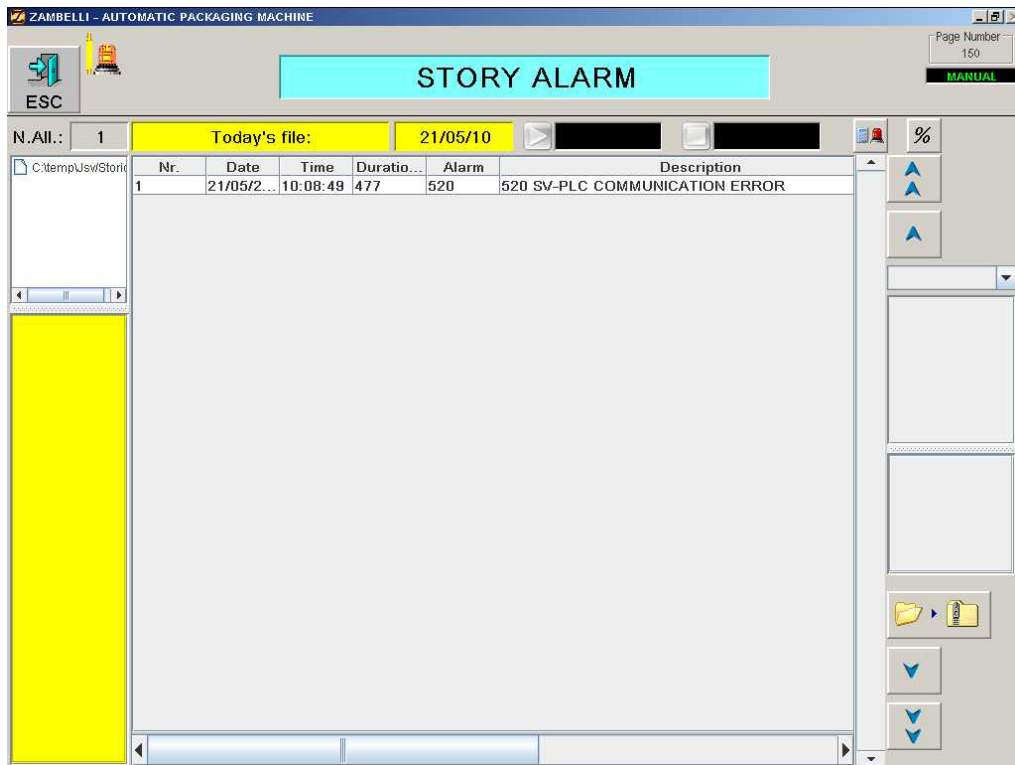 ZAMBELLI - AUTOMATIC PACKAGING MACHINE
Page Number
150
MANUAL
ESC
STORY ALARM
N.All.: 1 Today's file: 21/05/10 %
C:\temp\Jsv/Storic
Nr. Date Time Duratio... Alarm Description
1 21/05/2... 10:08:49 477 520 520 SV-PLC COMMUNICATION ERROR